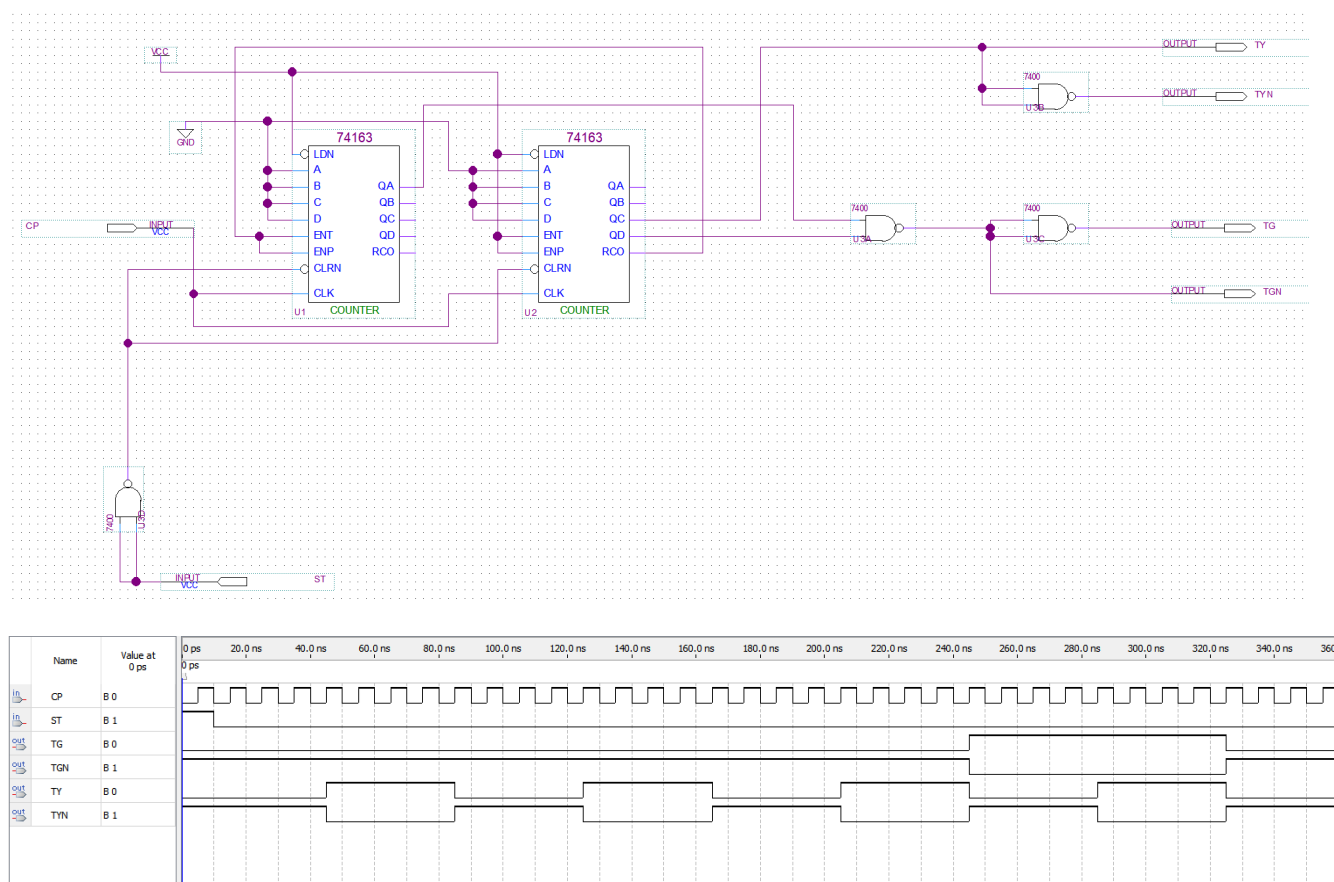 VCC
OUTPUT TY
7400
U3B
OUTPUT TYN
GND
74163
LDN
A
B QA
C QB
D QC
ENT QD
ENP RCO
CLRN
CLK
U1 COUNTER
74163
LDN
A
B QA
C QB
D QC
ENT QD
ENP RCO
CLRN
CLK
U2 COUNTER
CP INPUT
VCC
7400
U3A
7400
U3C
OUTPUT TG
OUTPUT TGN
7400
U3D
INPUT ST
VCC
Name Value at
0 ps
0 ps 20.0 ns 40.0 ns 60.0 ns 80.0 ns 100.0 ns 120.0 ns 140.0 ns 160.0 ns 180.0 ns 200.0 ns 220.0 ns 240.0 ns 260.0 ns 280.0 ns 300.0 ns 320.0 ns 340.0 ns 360
0 ps
in CP B 0
in ST B 1
out TG B 0
out TGN B 1
out TY B 0
out TYN B 1